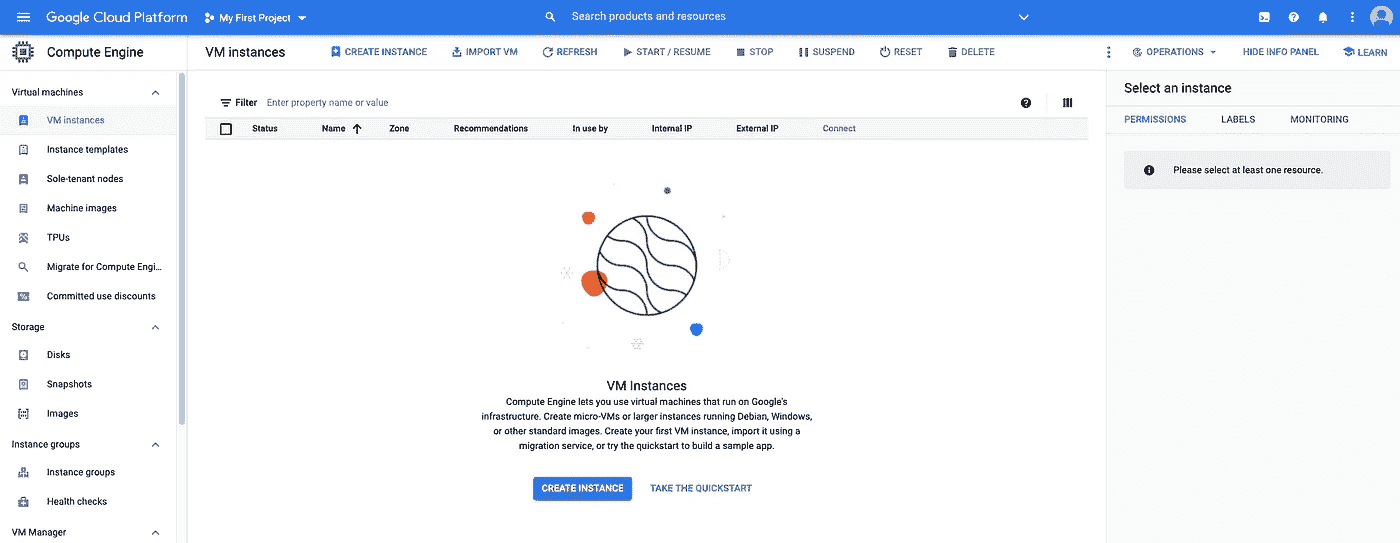 Google Cloud Platform My First Project Search products and resources
Compute Engine VM instances CREATE INSTANCE IMPORT VM REFRESH START / RESUME STOP SUSPEND RESET DELETE OPERATIONS HIDE INFO PANEL LEARN
Virtual machines
VM instances
Instance templates
Sole-tenant nodes
Machine images
TPUs
Migrate for Compute Engi...
Committed use discounts
Storage
Disks
Snapshots
Images
Instance groups
Instance groups
Health checks
VM Manager
Filter Enter property name or value
Status Name Zone Recommendations In use by Internal IP External IP Connect
VM Instances
Compute Engine lets you use virtual machines that run on Google's
infrastructure. Create micro-VMs or larger instances running Debian, Windows,
or other standard images. Create your first VM instance, import it using a
migration service, or try the quickstart to build a sample app.
CREATE INSTANCE TAKE THE QUICKSTART
Select an instance
PERMISSIONS LABELS MONITORING
Please select at least one resource.